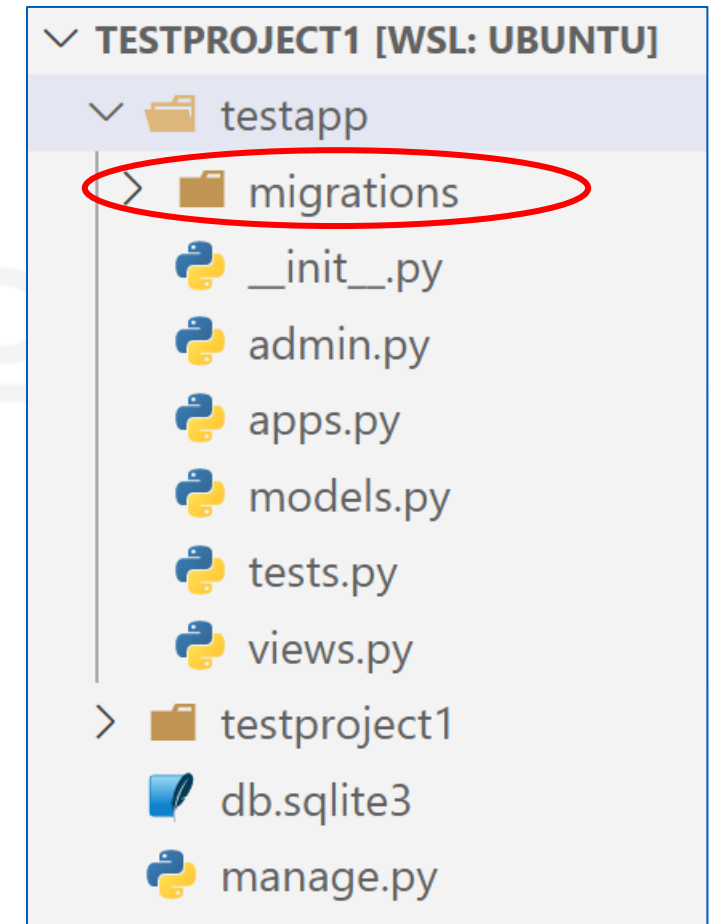 TESTPROJECT1 [WSL: UBUNTU]
testapp
migrations
__init__.py
admin.py
apps.py
models.py
tests.py
views.py
testproject1
db.sqlite3
manage.py